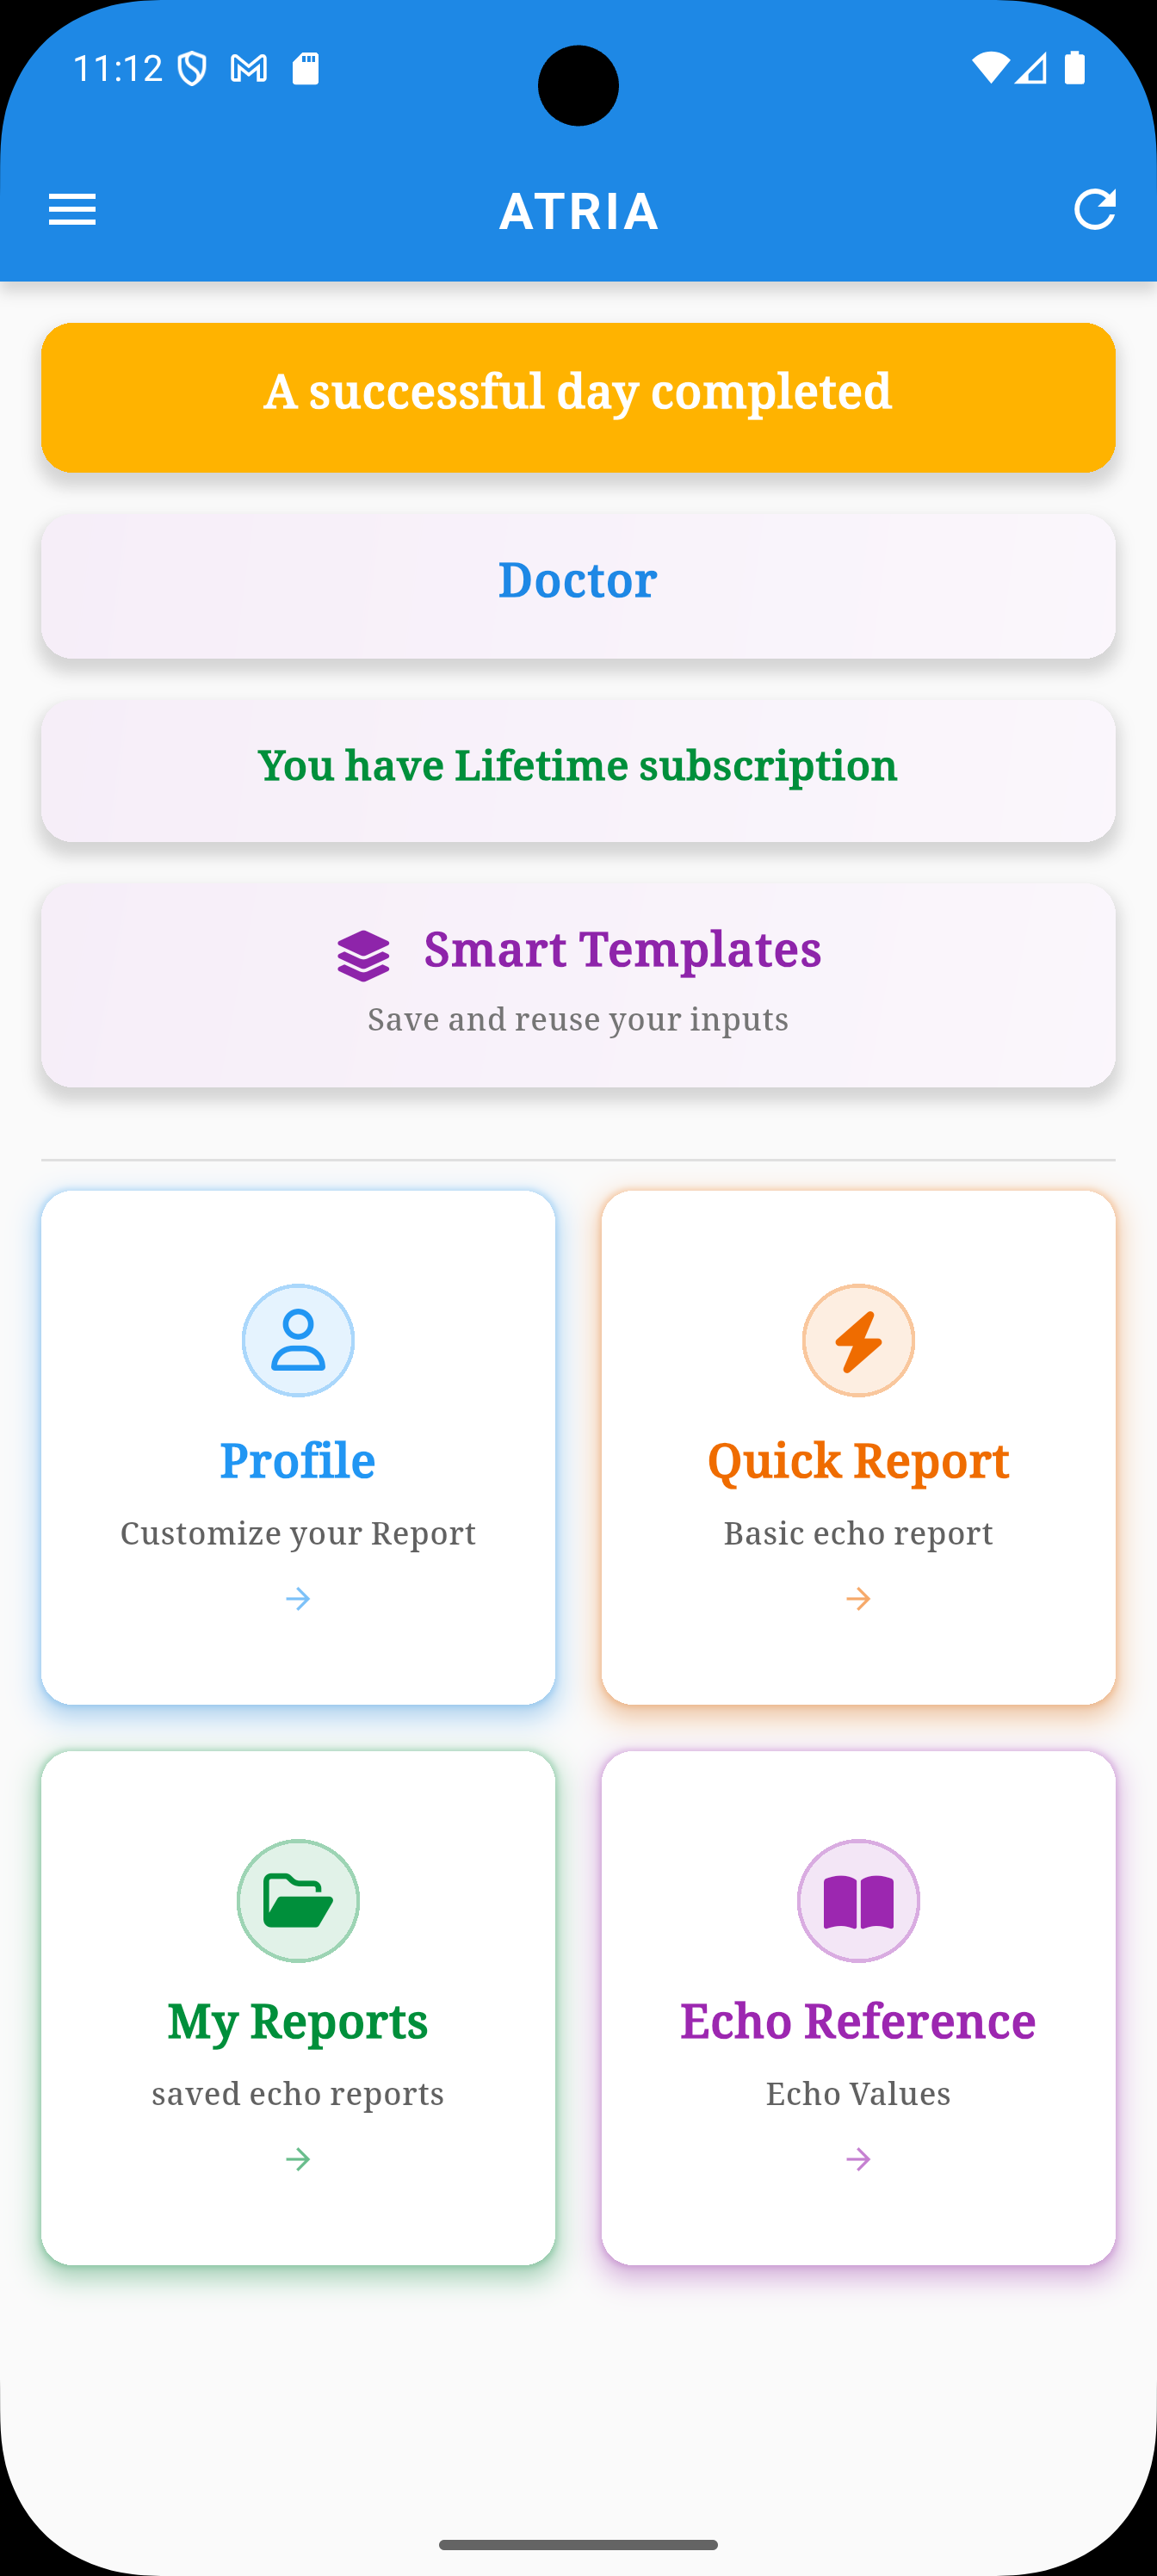 11:12
ATRIA
A successful day completed
Doctor
You have Lifetime subscription
Smart Templates
Save and reuse your inputs
Profile
Customize your Report
Quick Report
Basic echo report
My Reports
saved echo reports
Echo Reference
Echo Values